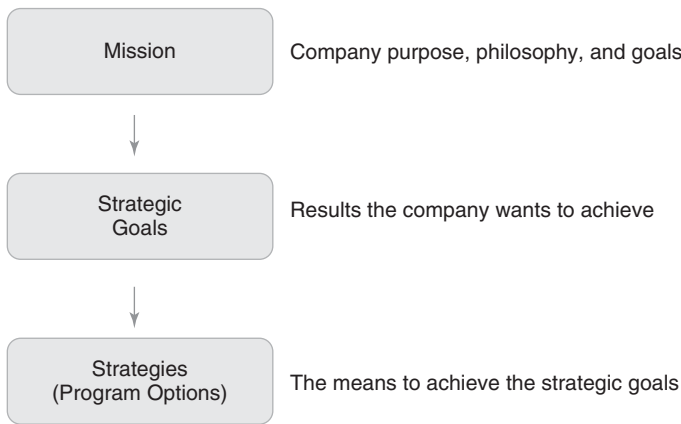 Mission
Company purpose, philosophy, and goals
Strategic
Goals
Results the company wants to achieve
Strategies
(Program Options)
The means to achieve the strategic goals